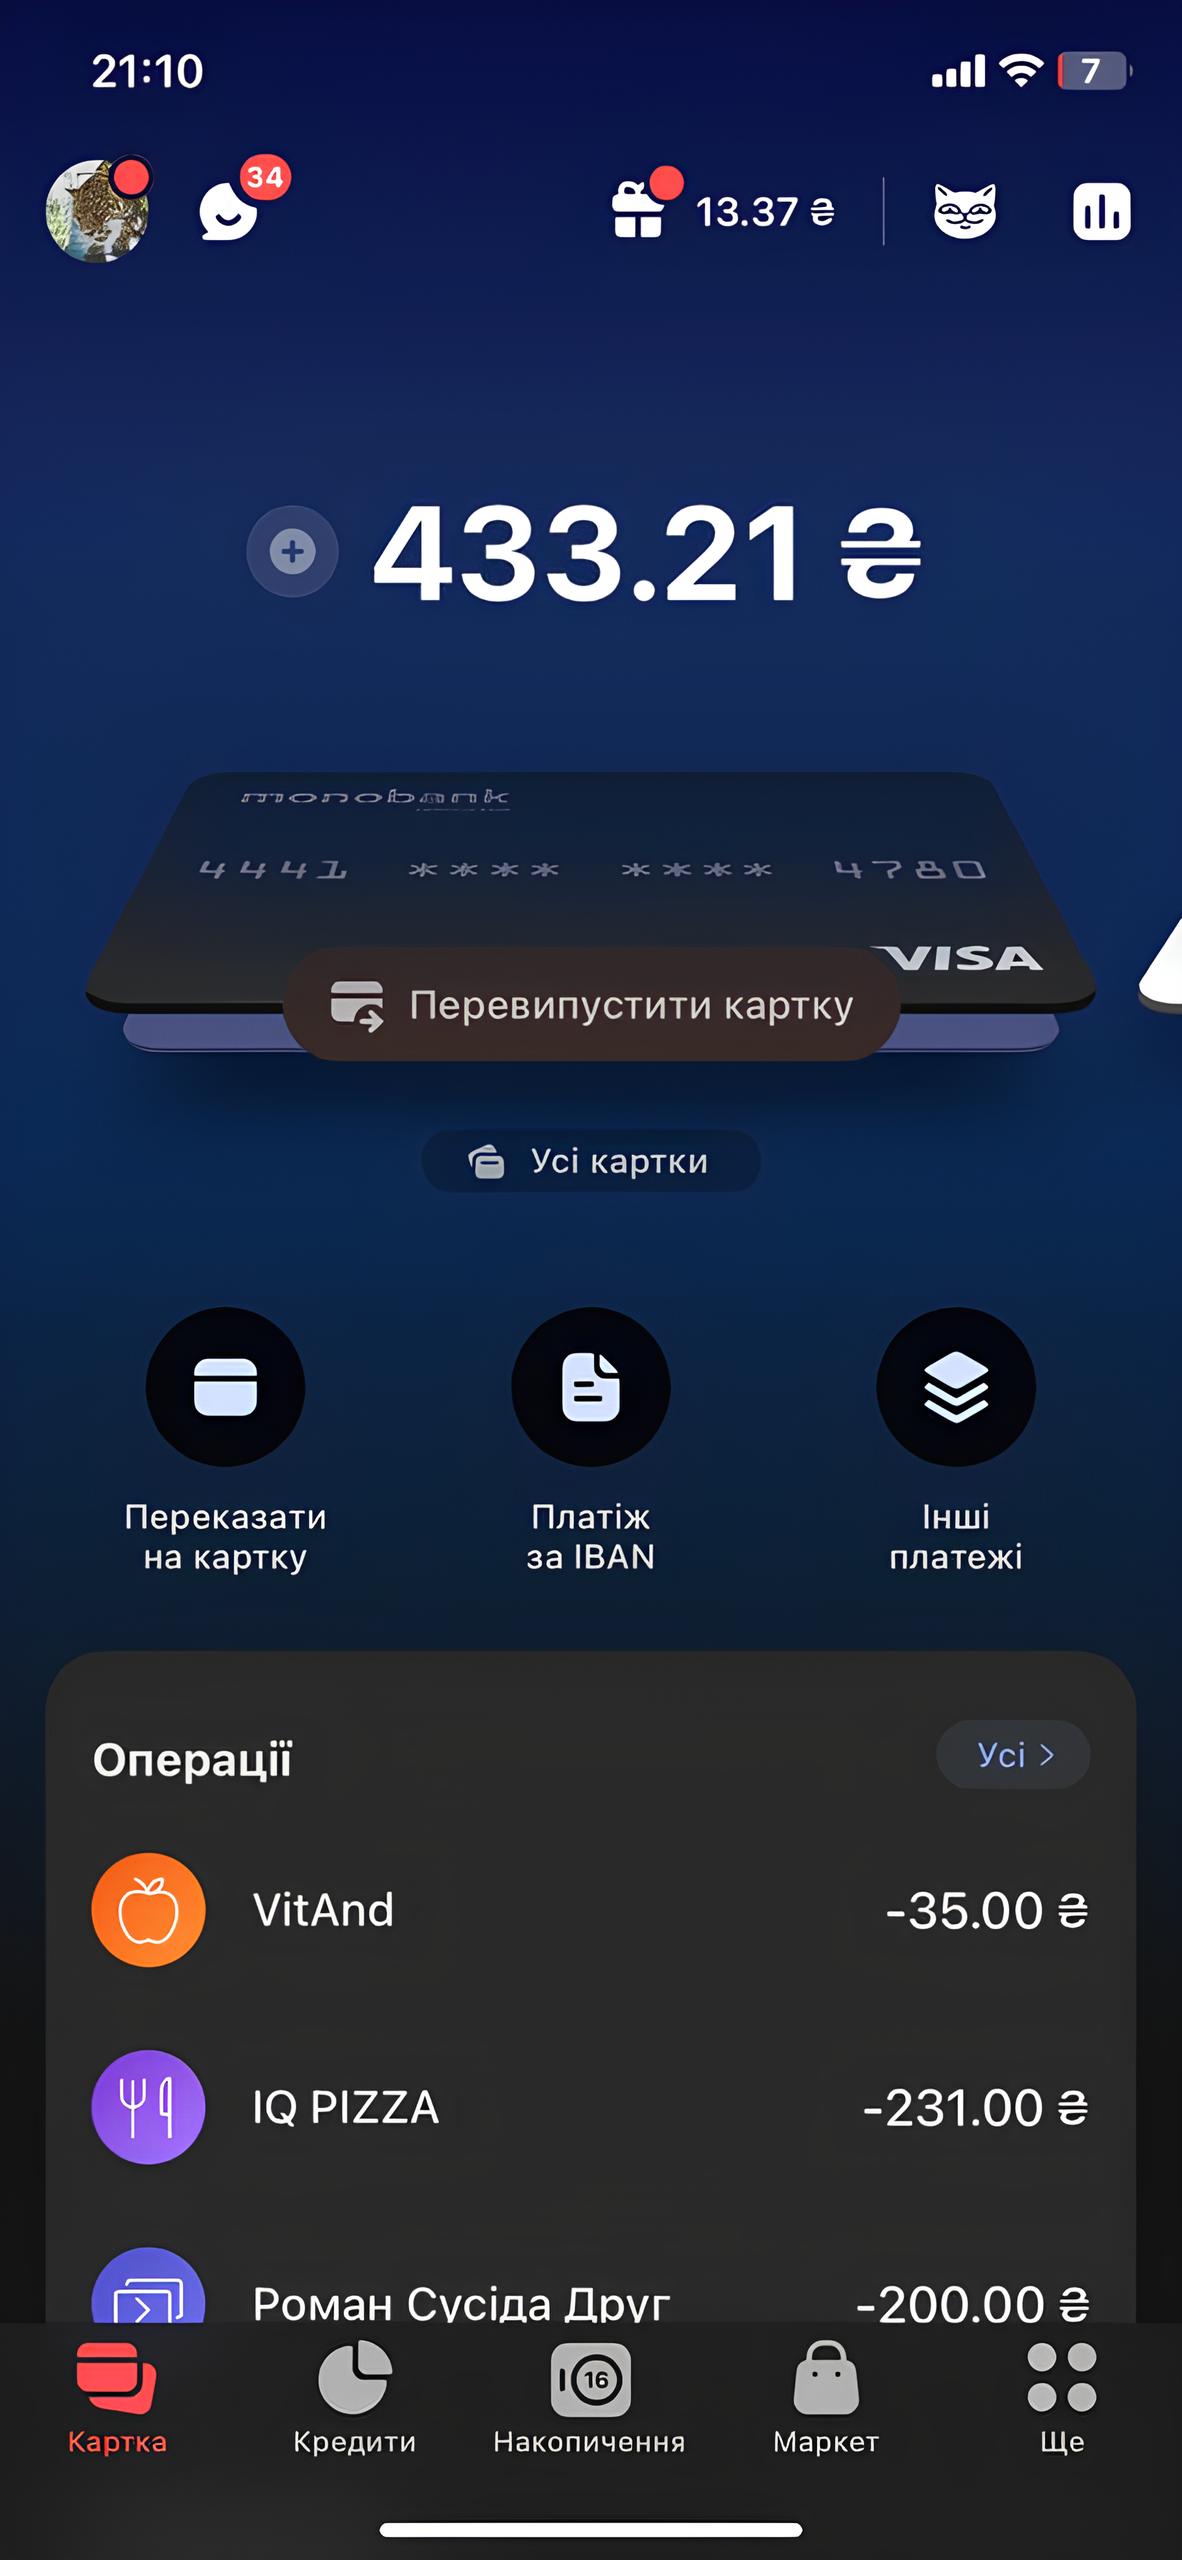 21:10
7
34
13.37 ₴
433.21 ₴
monobank
4441 **** **** 4780
VISA
Перевипустити картку
Усі картки
Переказати
на картку
Платіж
за IBAN
Інші
платежі
Операції
Усі >
VitAnd
-35.00 ₴
IQ PIZZA
-231.00 ₴
Роман Сусіда Друг
-200.00 ₴
16
Картка
Кредити
Накопичення
Маркет
Ще